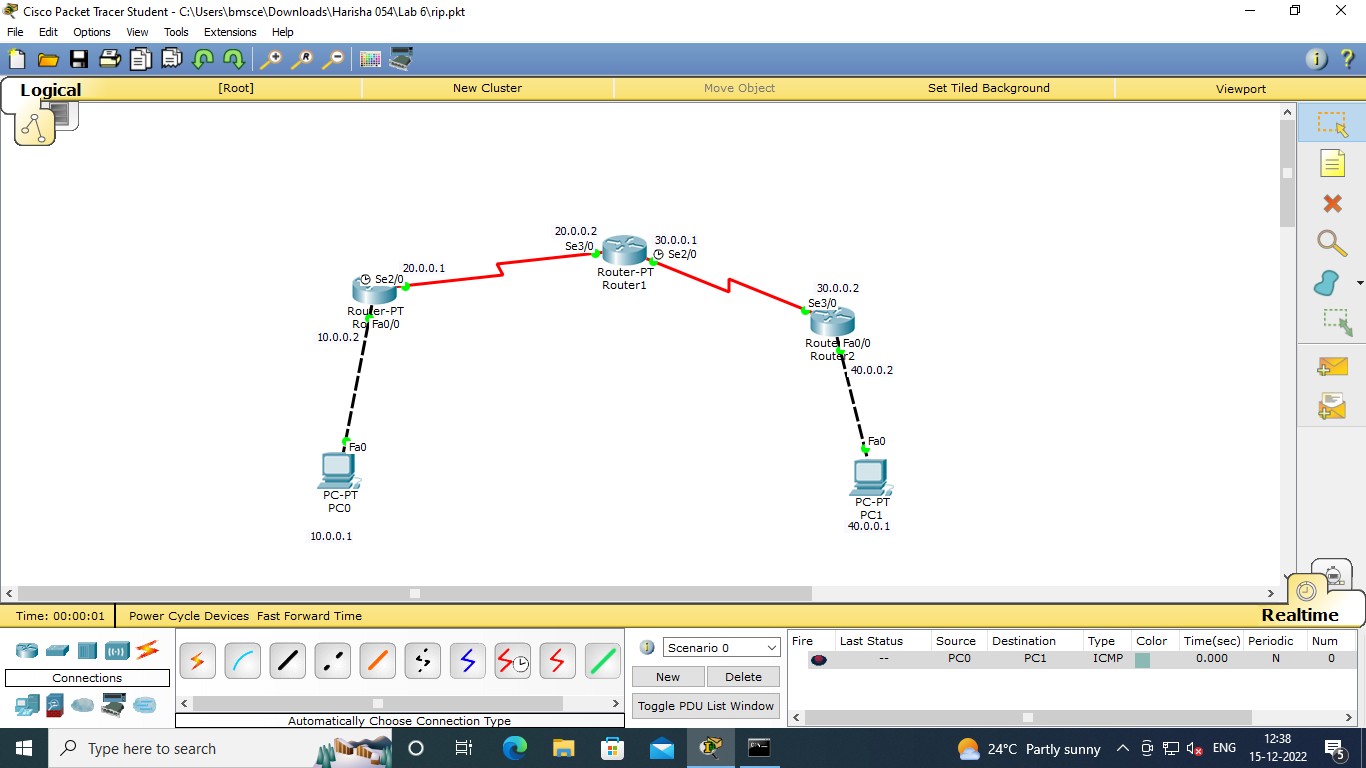 Cisco Packet Tracer Student - C:\Users\bmsce\Downloads\Harisha 054\Lab 6\rip.pkt
File Edit Options View Tools Extensions Help
Logical [Root] New Cluster Move Object Set Tiled Background Viewport
20.0.0.2
Se3/0
30.0.0.1
Se2/0
Router-PT
Router1
20.0.0.1
Se2/0
Router-PT
Ro Fa0/0
10.0.0.2
30.0.0.2
Se3/0
Route Fa0/0
Router2
40.0.0.2
Fa0
PC-PT
PC0
10.0.0.1
Fa0
PC-PT
PC1
40.0.0.1
Time: 00:00:01 Power Cycle Devices Fast Forward Time Realtime
Connections
Automatically Choose Connection Type
Scenario 0
New Delete
Toggle PDU List Window
Fire Last Status Source Destination Type Color Time(sec) Periodic Num
-- PC0 PC1 ICMP 0.000 N 0
Type here to search
24°C Partly sunny ENG 12:38
15-12-2022
5